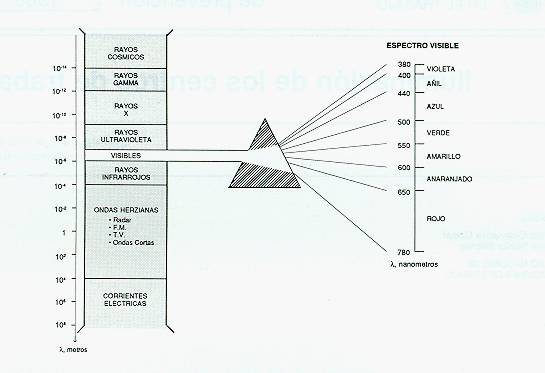 RAYOS
COSMICOS
RAYOS
GAMMA
RAYOS
X
RAYOS
ULTRAVIOLETA
VISIBLES
RAYOS
INFRARROJOS
ONDAS HERZIANAS
• Radar
• F.M.
• T.V.
• Ondas Cortas
CORRIENTES
ELECTRICAS
10⁻¹⁴
10⁻¹²
10⁻¹⁰
10⁻⁸
10⁻⁶
10⁻⁴
10⁻²
1
10²
10⁴
10⁶
10⁸
λ, metros
ESPECTRO VISIBLE
380
VIOLETA
400
AÑIL
440
AZUL
500
VERDE
550
AMARILLO
600
ANARANJADO
650
ROJO
780
λ, nanometros